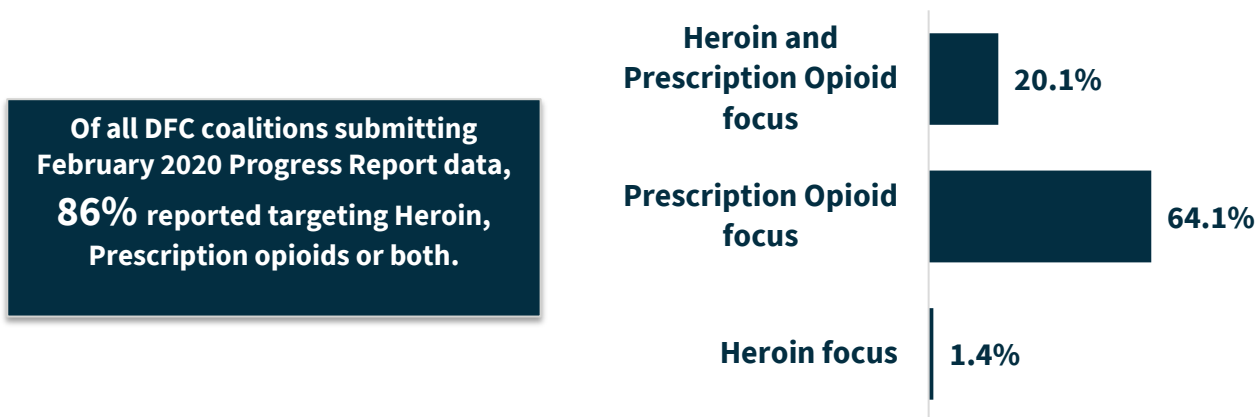 Of all DFC coalitions submitting
February 2020 Progress Report data,
86% reported targeting Heroin,
Prescription opioids or both.
Heroin and
Prescription Opioid
focus
20.1%
Prescription Opioid
focus
64.1%
Heroin focus
1.4%